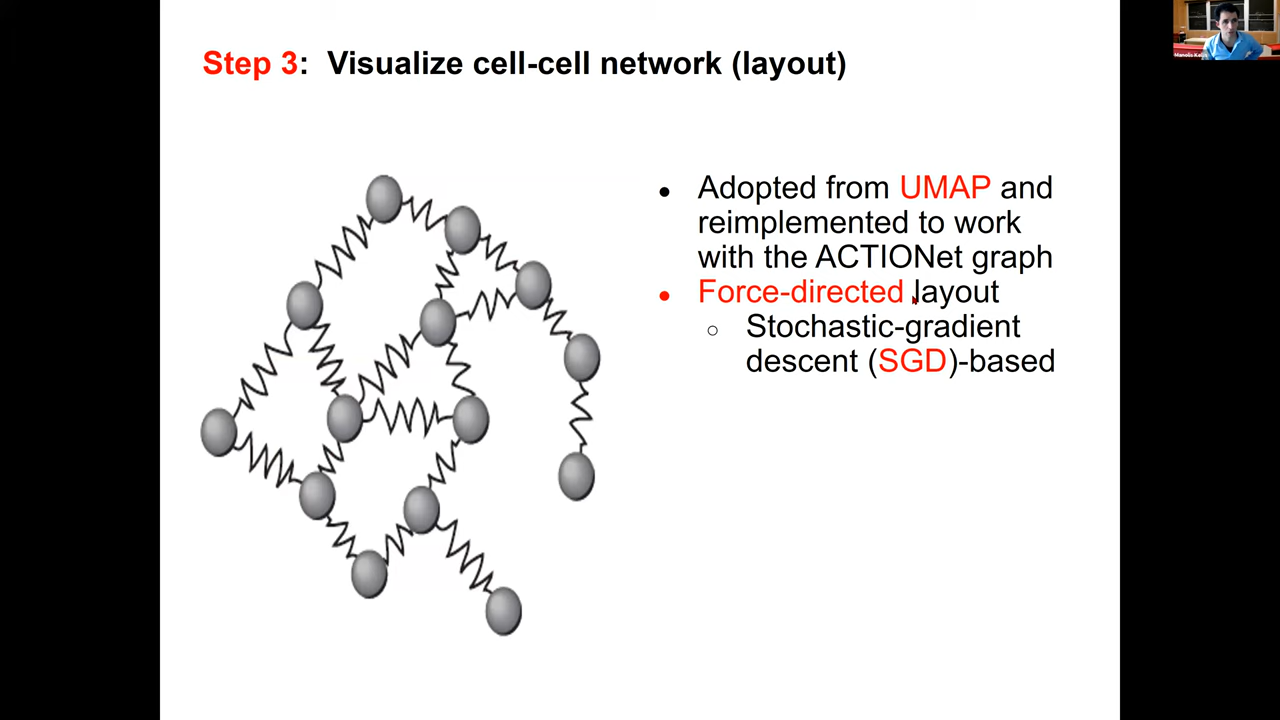 Step 3: Visualize cell-cell network (layout)
● Adopted from UMAP and
reimplemented to work
with the ACTIONet graph
● Force-directed layout
○ Stochastic-gradient
descent (SGD)-based
Manolis